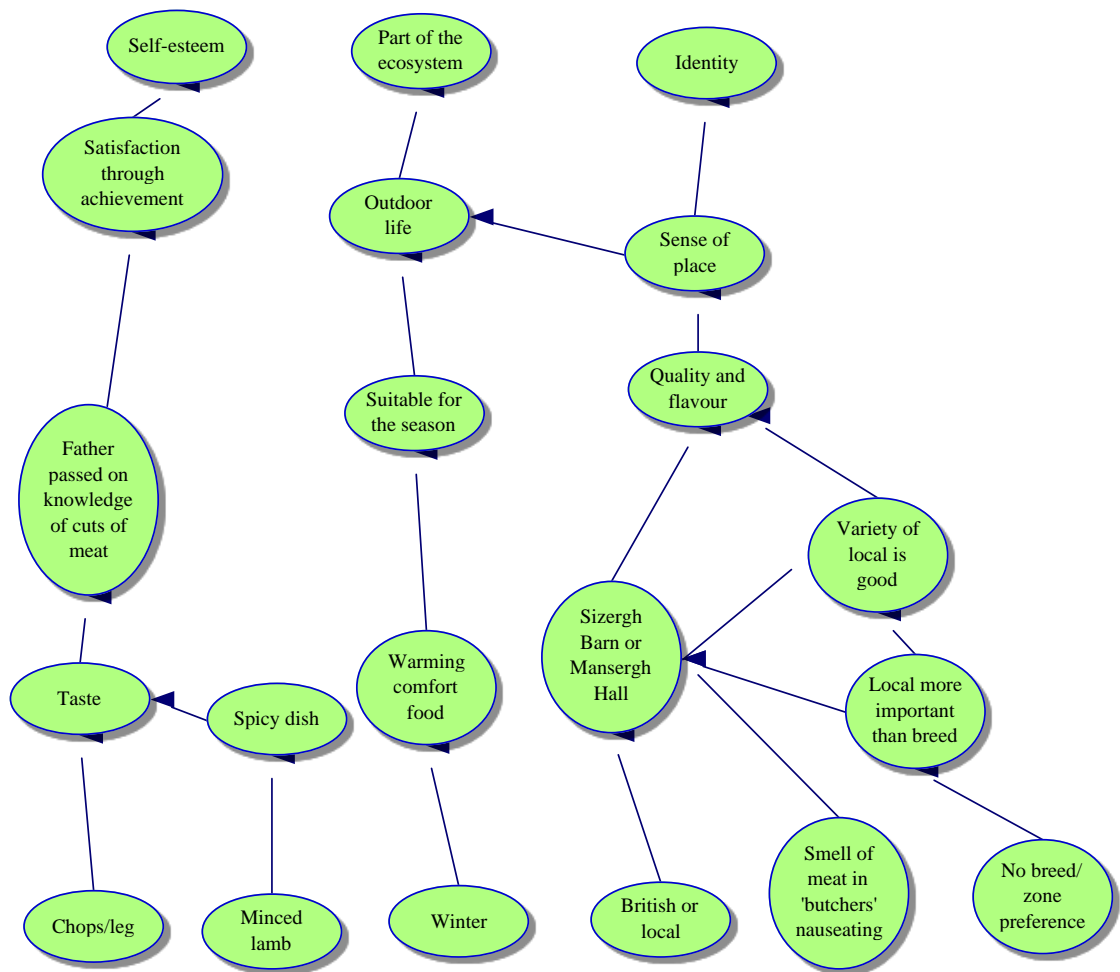 Self-esteem
Part of the
ecosystem
Identity
Satisfaction
through
achievement
Outdoor
life
Sense of
place
Quality and
flavour
Suitable for
the season
Father
passed on
knowledge
of cuts of
meat
Variety of
local is
good
Sizergh
Barn or
Mansergh
Hall
Warming
comfort
food
Taste
Spicy dish
Local more
important
than breed
Smell of
meat in
'butchers'
nauseating
No breed/
zone
preference
Chops/leg
Minced
lamb
Winter
British or
local